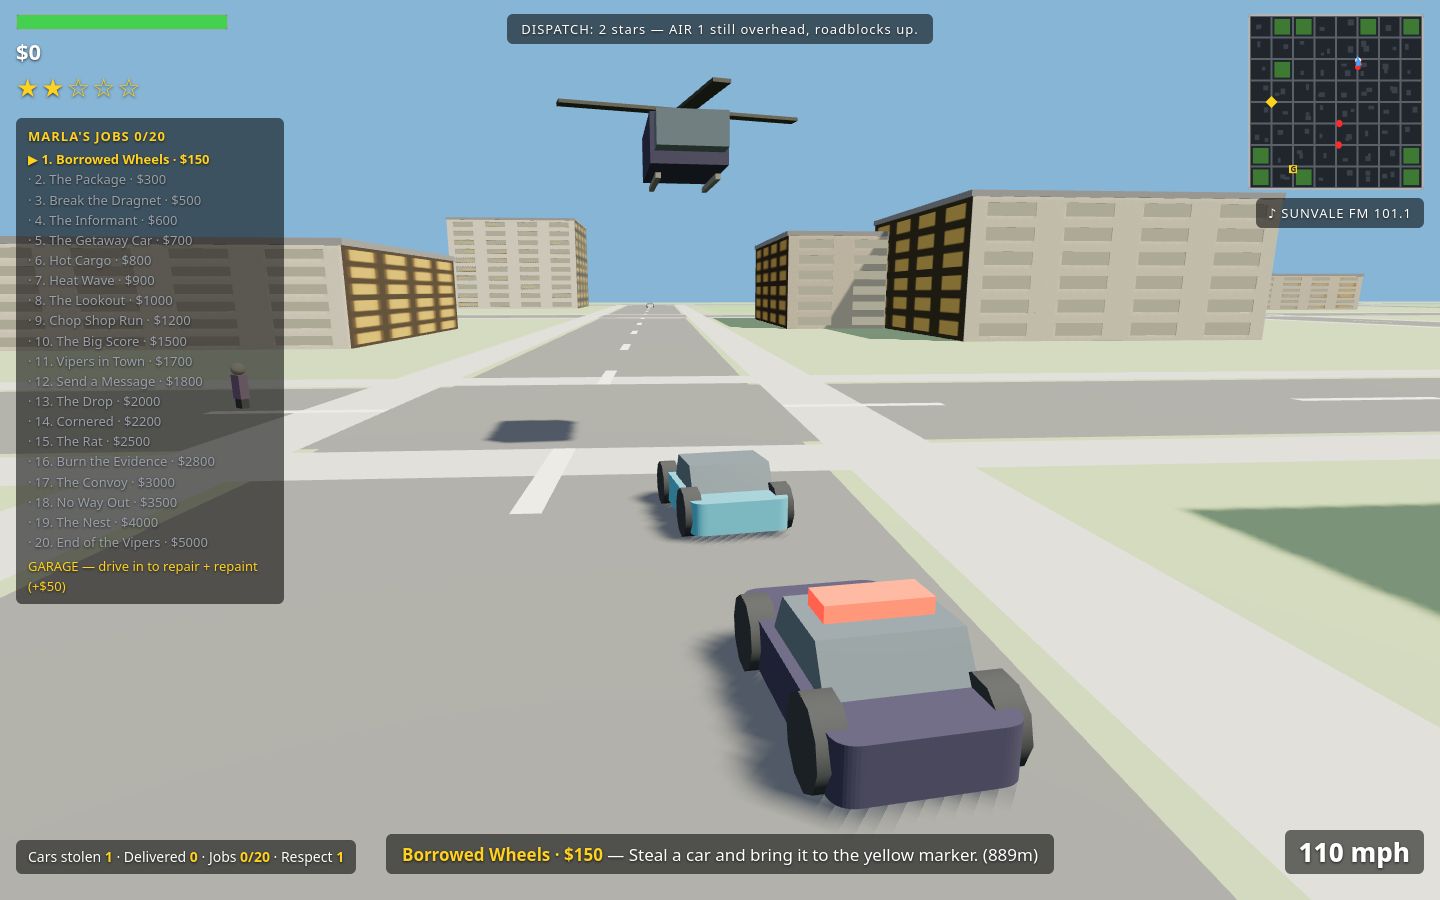 $0
★★☆☆☆
DISPATCH: 2 stars — AIR 1 still overhead, roadblocks up.
G
♪ SUNVALE FM 101.1
MARLA'S JOBS 0/20
▶ 1. Borrowed Wheels · $150
· 2. The Package · $300
· 3. Break the Dragnet · $500
· 4. The Informant · $600
· 5. The Getaway Car · $700
· 6. Hot Cargo · $800
· 7. Heat Wave · $900
· 8. The Lookout · $1000
· 9. Chop Shop Run · $1200
· 10. The Big Score · $1500
· 11. Vipers in Town · $1700
· 12. Send a Message · $1800
· 13. The Drop · $2000
· 14. Cornered · $2200
· 15. The Rat · $2500
· 16. Burn the Evidence · $2800
· 17. The Convoy · $3000
· 18. No Way Out · $3500
· 19. The Nest · $4000
· 20. End of the Vipers · $5000
GARAGE — drive in to repair + repaint
(+$50)
Cars stolen 1 · Delivered 0 · Jobs 0/20 · Respect 1
Borrowed Wheels · $150 — Steal a car and bring it to the yellow marker. (889m)
110 mph